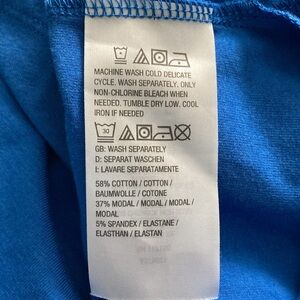 MACHINE WASH COLD DELICATE
CYCLE. WASH SEPARATELY. ONLY
NON-CHLORINE BLEACH WHEN
NEEDED. TUMBLE DRY LOW. COOL
IRON IF NEEDED
30
GB: WASH SEPARATELY
D: SEPARAT WASCHEN
I: LAVARE SEPARATAMENTE
58% COTTON / COTTON /
BAUMWOLLE / COTONE
37% MODAL / MODAL / MODAL /
MODAL
5% SPANDEX / ELASTANE /
ELASTHAN / ELASTAN